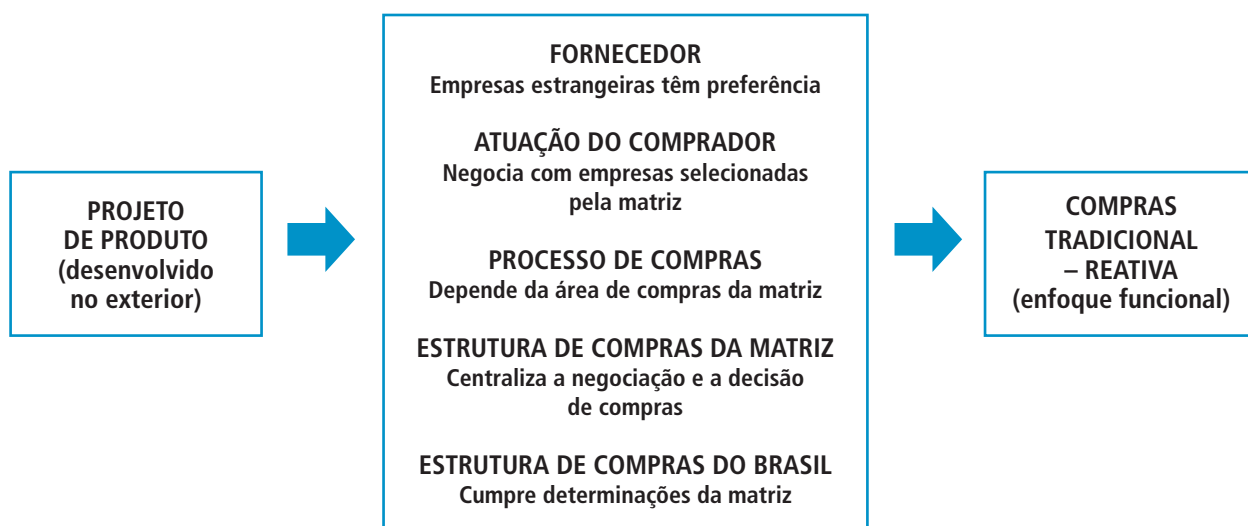 PROJETO
DE PRODUTO
(desenvolvido
no exterior)
FORNECEDOR
Empresas estrangeiras têm preferência
ATUAÇÃO DO COMPRADOR
Negocia com empresas selecionadas
pela matriz
PROCESSO DE COMPRAS
Depende da área de compras da matriz
ESTRUTURA DE COMPRAS DA MATRIZ
Centraliza a negociação e a decisão
de compras
ESTRUTURA DE COMPRAS DO BRASIL
Cumpre determinações da matriz
COMPRAS
TRADICIONAL
– REATIVA
(enfoque funcional)